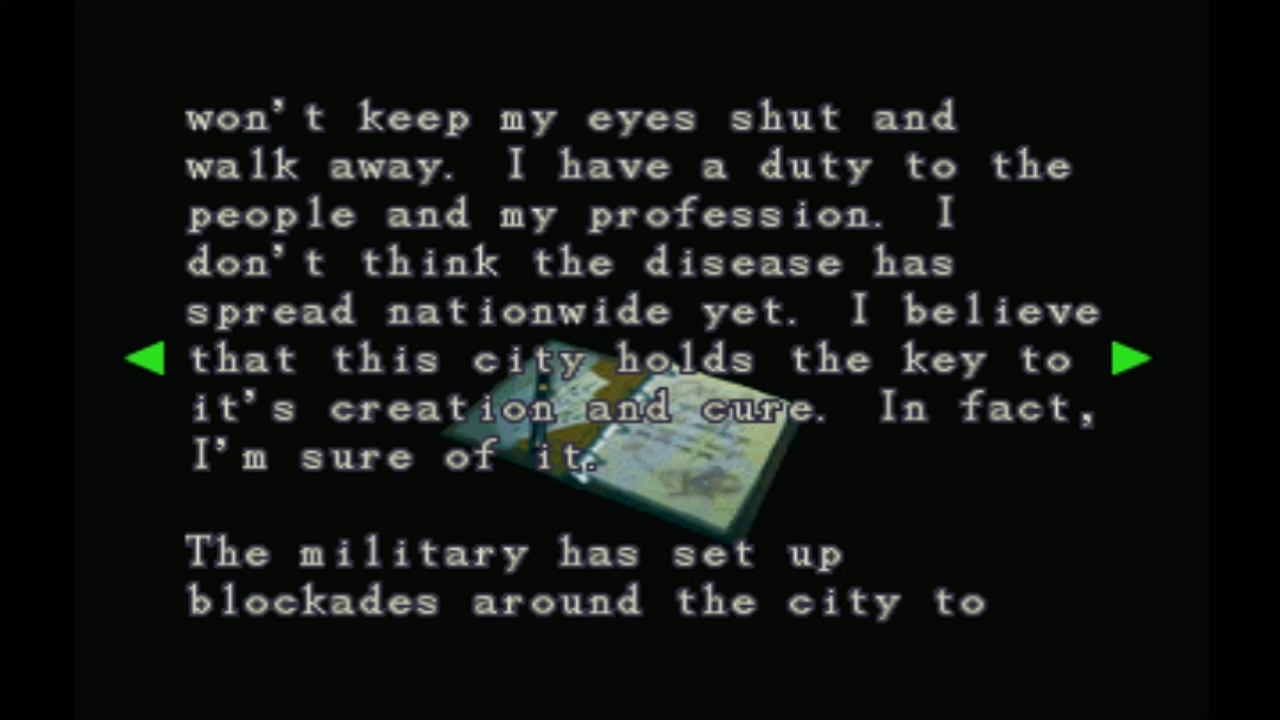 won't keep my eyes shut and
walk away. I have a duty to the
people and my profession. I
don't think the disease has
spread nationwide yet. I believe
that this city holds the key to
it's creation and cure. In fact,
I'm sure of it.
The military has set up
blockades around the city to